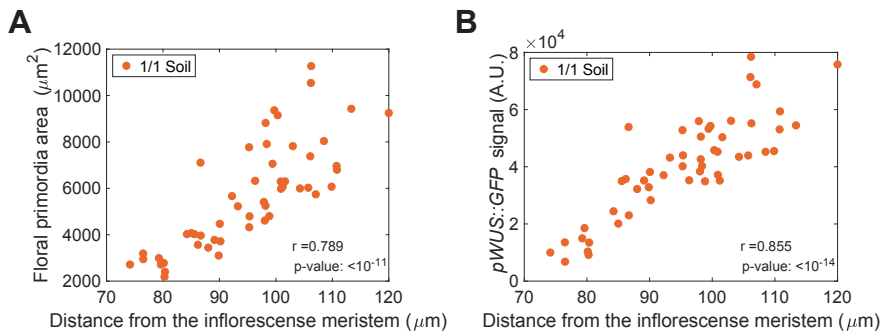 A
12000
10000
8000
6000
4000
2000
Floral primordia area (μm²)
1/1 Soil
r =0.789
p-value: <10⁻¹¹
70 80 90 100 110 120
Distance from the inflorescense meristem (μm)
B
8 ×10⁴
6
4
2
0
pWUS::GFP signal (A.U.)
1/1 Soil
r =0.855
p-value: <10⁻¹⁴
70 80 90 100 110 120
Distance from the inflorescense meristem (μm)